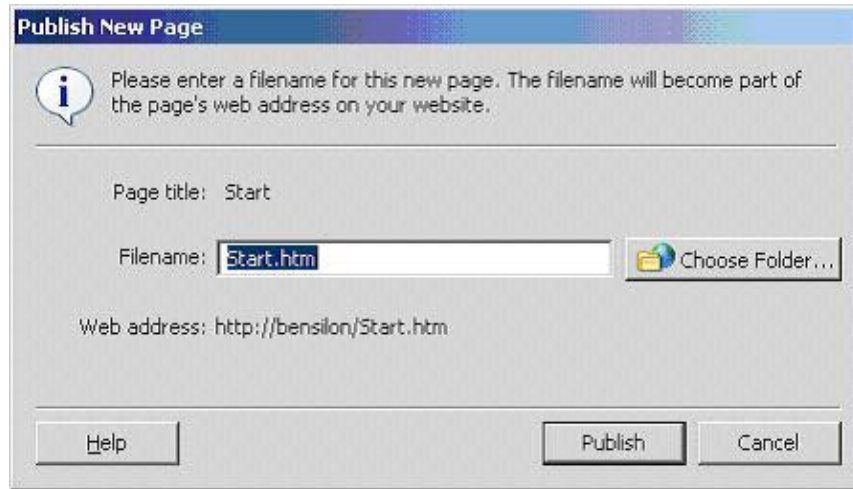 Publish New Page
Please enter a filename for this new page. The filename will become part of
the page's web address on your website.
Page title: Start
Filename: Start.htm
Choose Folder...
Web address: http://bensilon/Start.htm
Help
Publish
Cancel